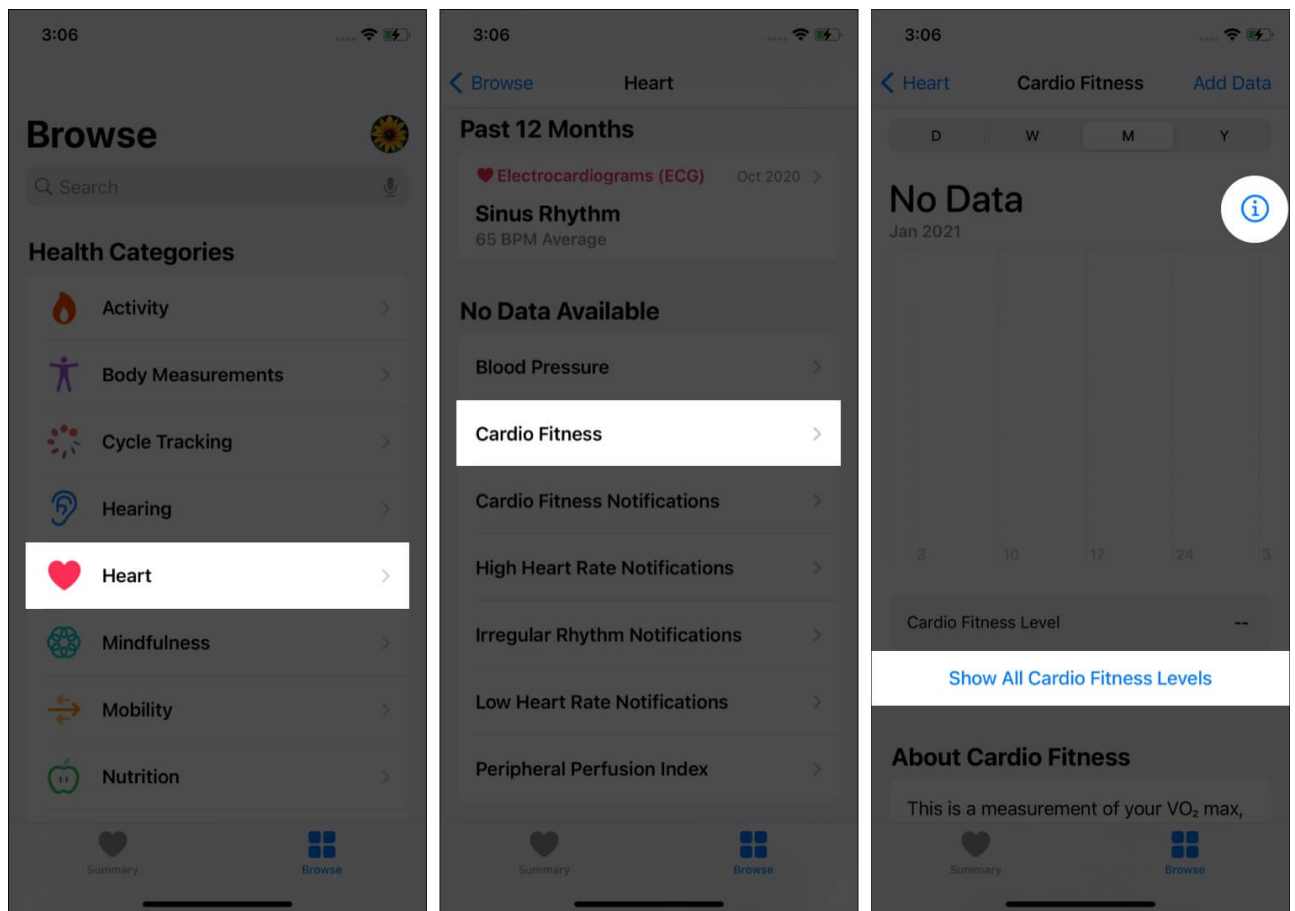 3:06
Browse
Search
Health Categories
Activity
Body Measurements
Cycle Tracking
Hearing
Heart
Mindfulness
Mobility
Nutrition
Summary
Browse
3:06
Browse
Heart
Past 12 Months
Electrocardiograms (ECG)
Oct 2020
Sinus Rhythm
65 BPM Average
No Data Available
Blood Pressure
Cardio Fitness
Cardio Fitness Notifications
High Heart Rate Notifications
Irregular Rhythm Notifications
Low Heart Rate Notifications
Peripheral Perfusion Index
Summary
Browse
3:06
Heart
Cardio Fitness
Add Data
D W M Y
No Data
Jan 2021
3 10 17 24 3
Cardio Fitness Level --
Show All Cardio Fitness Levels
About Cardio Fitness
This is a measurement of your VO₂ max,
Summary
Browse